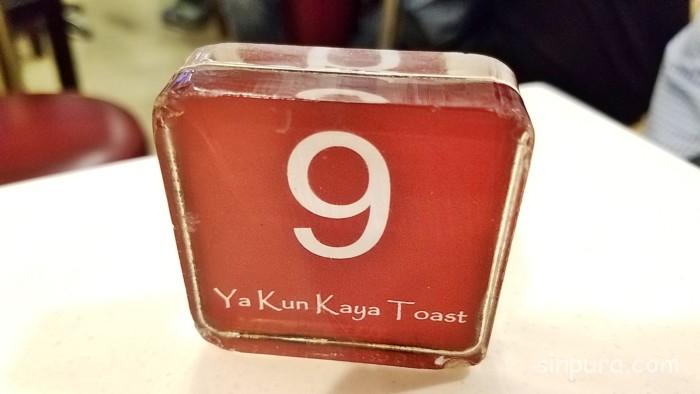 9
Ya Kun Kaya Toast
sinpura.com